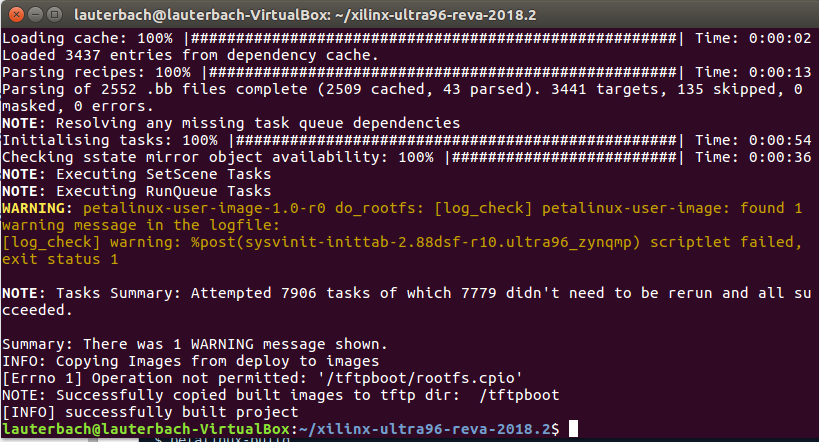 lauterbach@lauterbach-VirtualBox: ~/xilinx-ultra96-reva-2018.2
Loading cache: 100% |######################################################| Time: 0:00:02
Loaded 3437 entries from dependency cache.
Parsing recipes: 100% |####################################################| Time: 0:00:13
Parsing of 2552 .bb files complete (2509 cached, 43 parsed). 3441 targets, 135 skipped, 0
masked, 0 errors.
NOTE: Resolving any missing task queue dependencies
Initialising tasks: 100% |#################################################| Time: 0:00:54
Checking sstate mirror object availability: 100% |#########################| Time: 0:00:36
NOTE: Executing SetScene Tasks
NOTE: Executing RunQueue Tasks
WARNING: petalinux-user-image-1.0-r0 do_rootfs: [log_check] petalinux-user-image: found 1
warning message in the logfile:
[log_check] warning: %post(sysvinit-inittab-2.88dsf-r10.ultra96_zynqmp) scriptlet failed,
exit status 1
NOTE: Tasks Summary: Attempted 7906 tasks of which 7779 didn't need to be rerun and all su
cceeded.
Summary: There was 1 WARNING message shown.
INFO: Copying Images from deploy to images
[Errno 1] Operation not permitted: '/tftpboot/rootfs.cpio'
NOTE: Successfully copied built images to tftp dir:  /tftpboot
[INFO] successfully built project
lauterbach@lauterbach-VirtualBox:~/xilinx-ultra96-reva-2018.2$